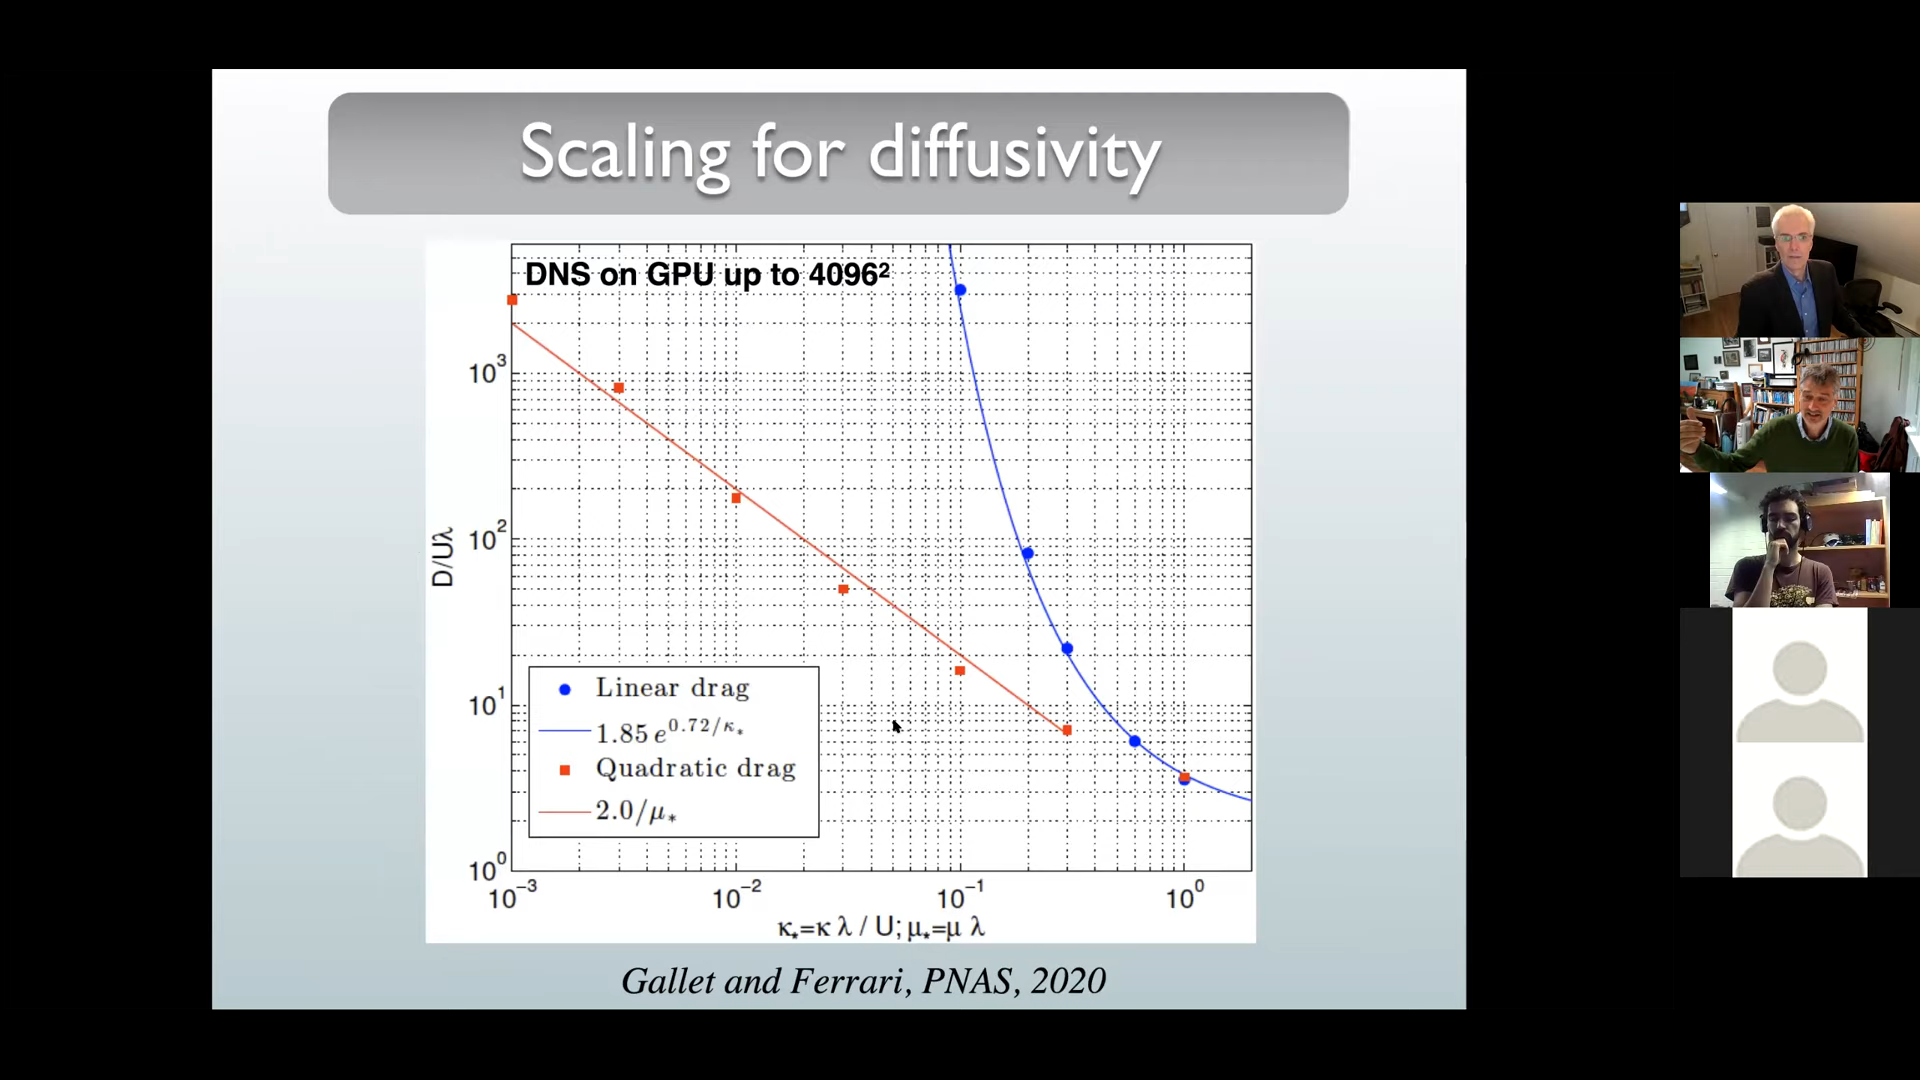 Scaling for diffusivity
DNS on GPU up to 4096²
10³
10²
10¹
10⁰
D/Uλ
Linear drag
1.85 e^{0.72/κ_*}
Quadratic drag
2.0/μ_*
10⁻³ 10⁻² 10⁻¹ 10⁰
κ_*=κ λ / U; μ_*=μ λ
Gallet and Ferrari, PNAS, 2020